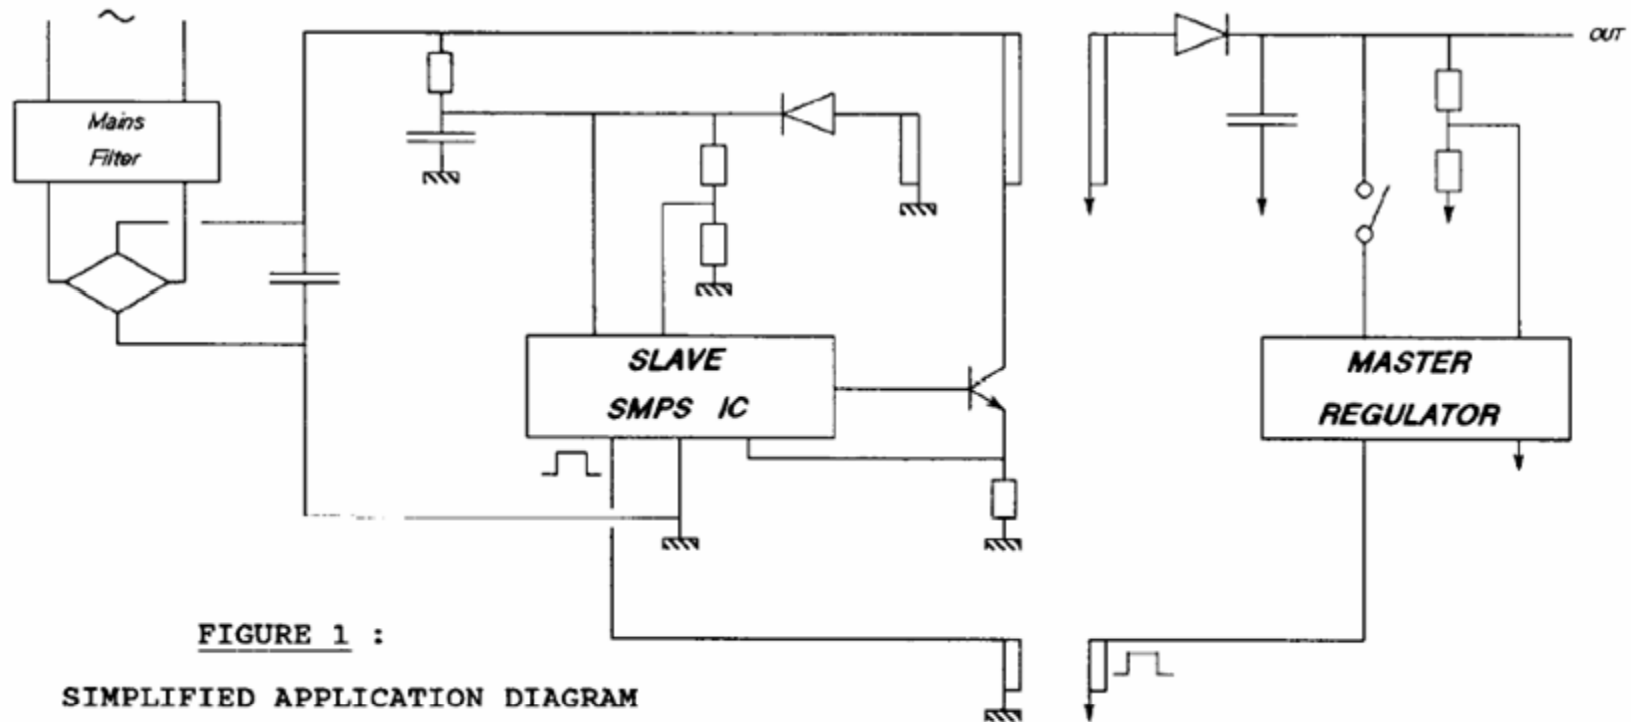 Mains
Filter
OUT
SLAVE
SMPS IC
MASTER
REGULATOR
FIGURE 1 :
SIMPLIFIED APPLICATION DIAGRAM